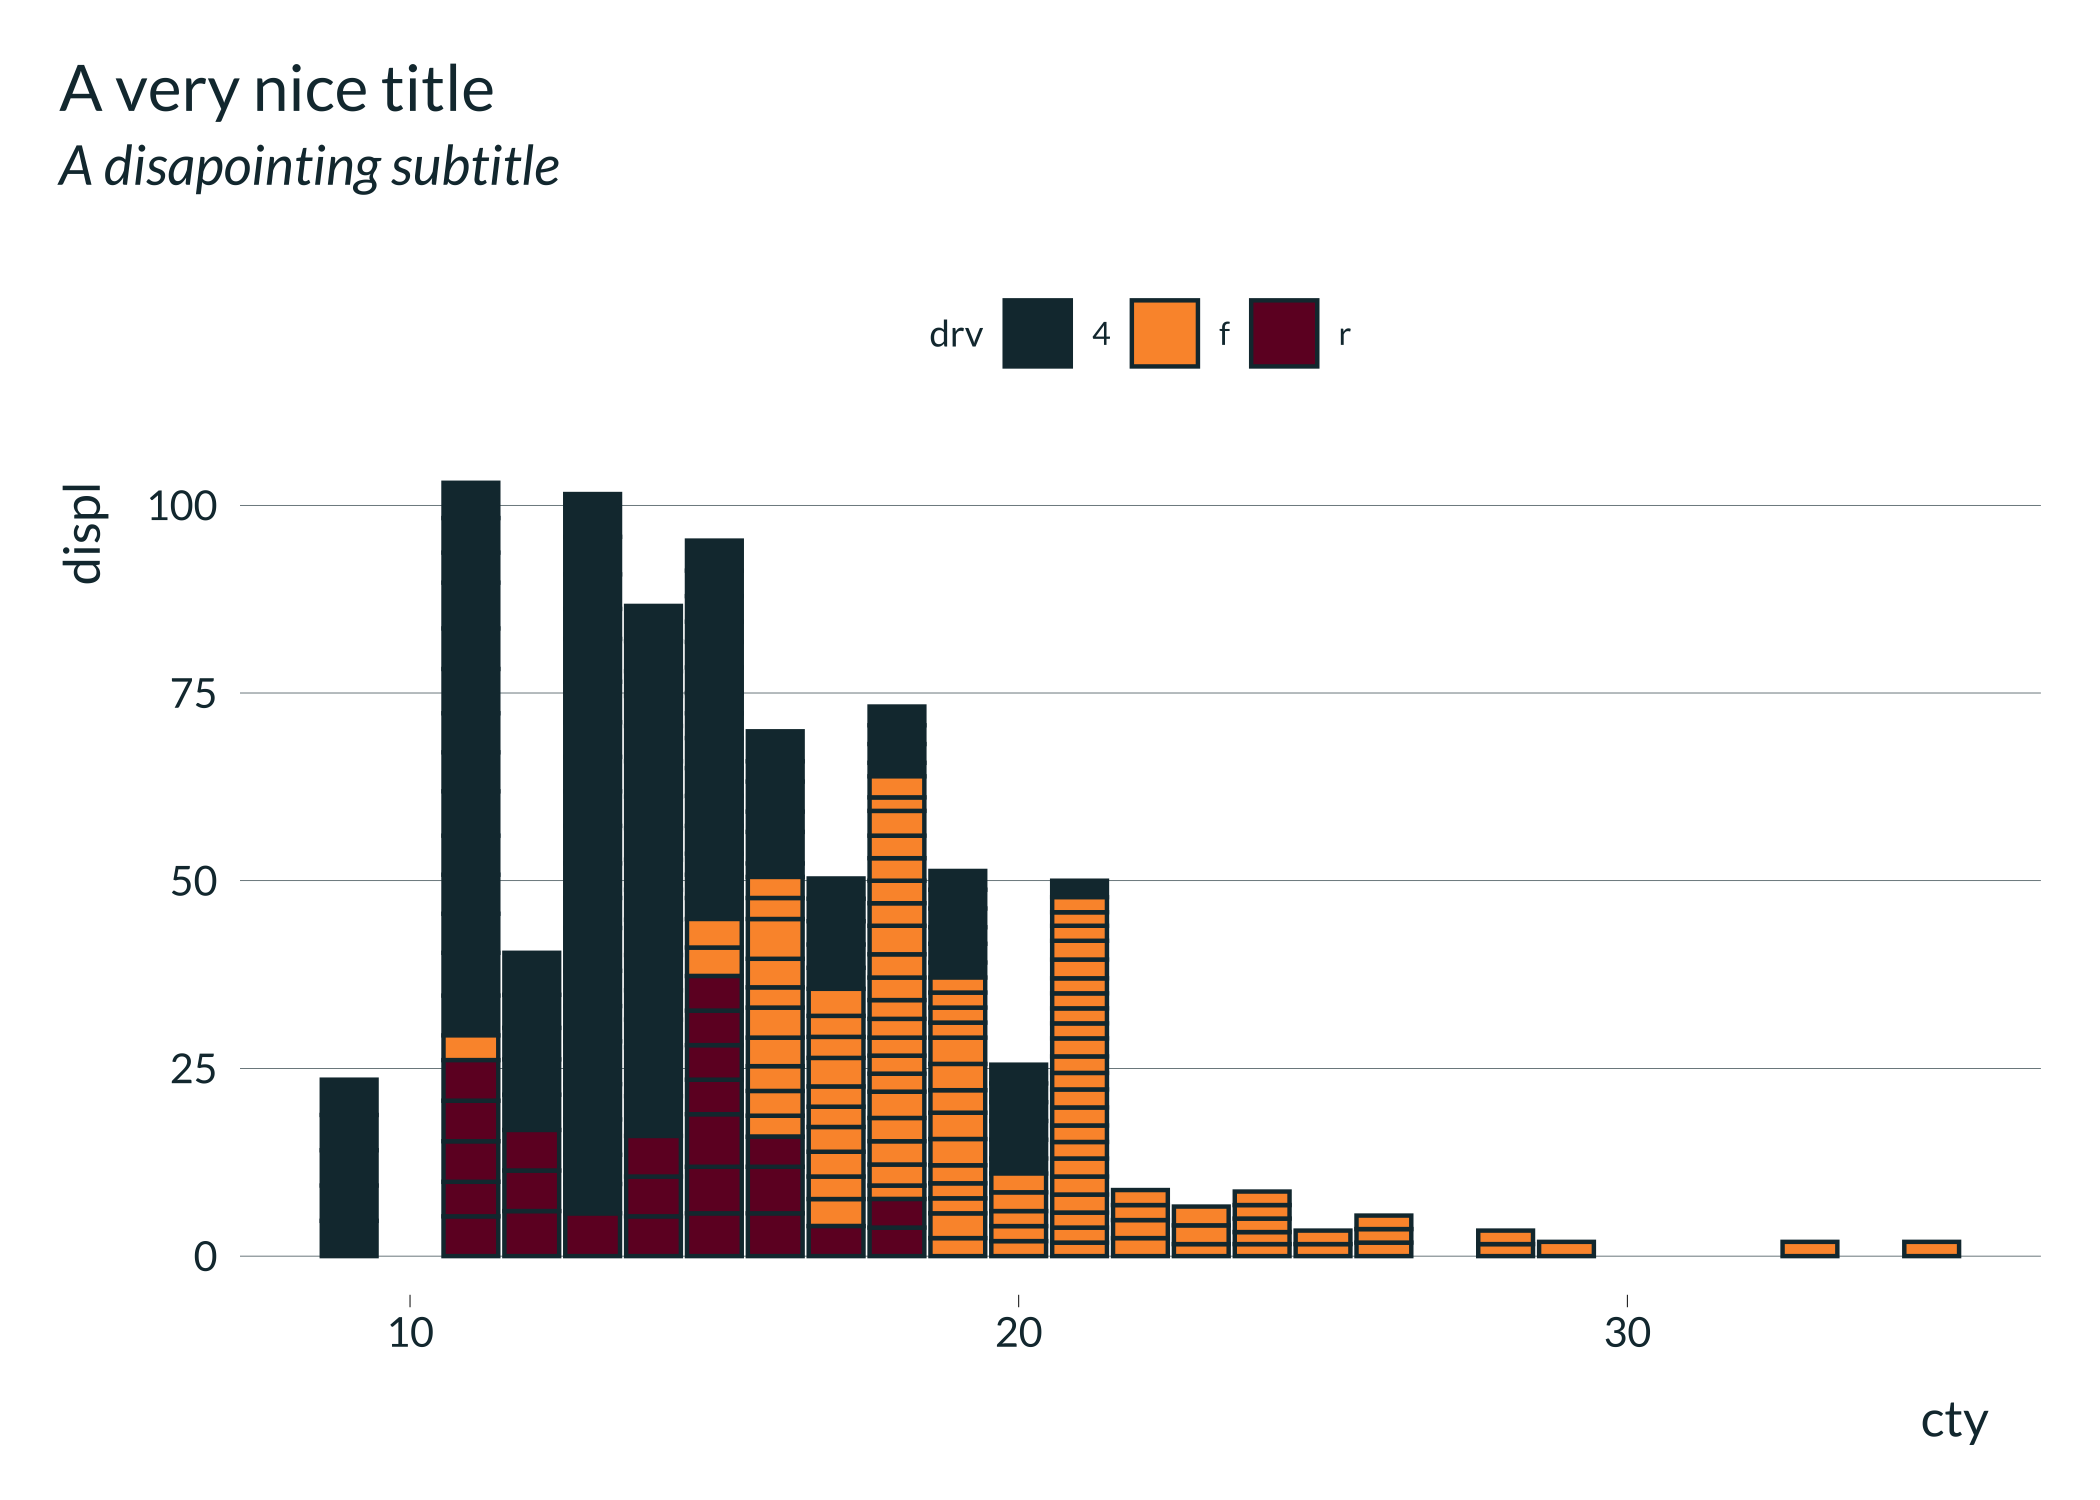 A very nice title
A disapointing subtitle
drv 4 f r
displ
100
75
50
25
0
10 20 30
cty